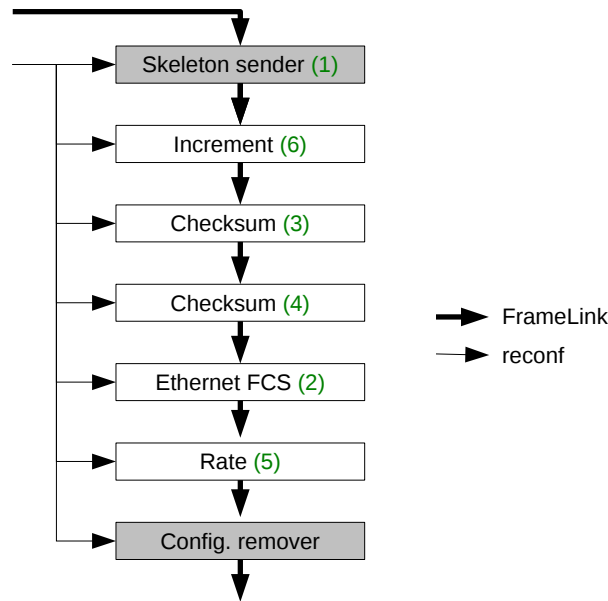 Skeleton sender (1)
Increment (6)
Checksum (3)
Checksum (4)
Ethernet FCS (2)
Rate (5)
Config. remover
FrameLink
reconf